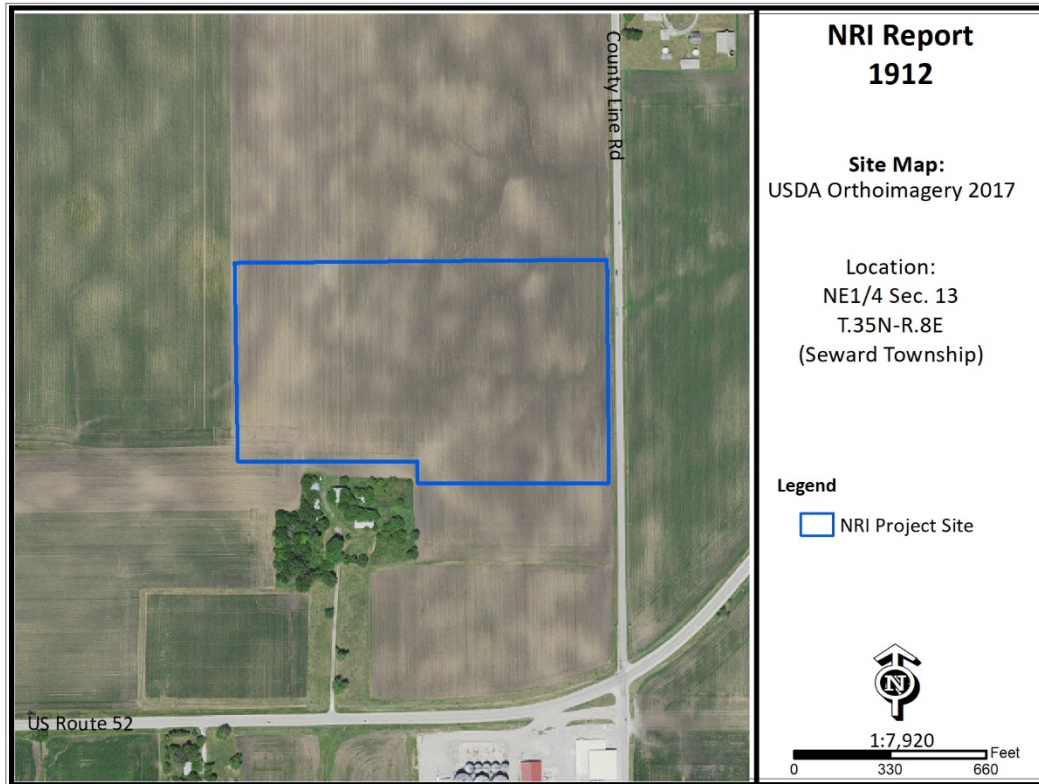 County Line Rd
US Route 52
NRI Report
1912
Site Map:
USDA Orthoimagery 2017
Location:
NE1/4 Sec. 13
T.35N-R.8E
(Seward Township)
Legend
NRI Project Site
N
1:7,920
Feet
0 330 660